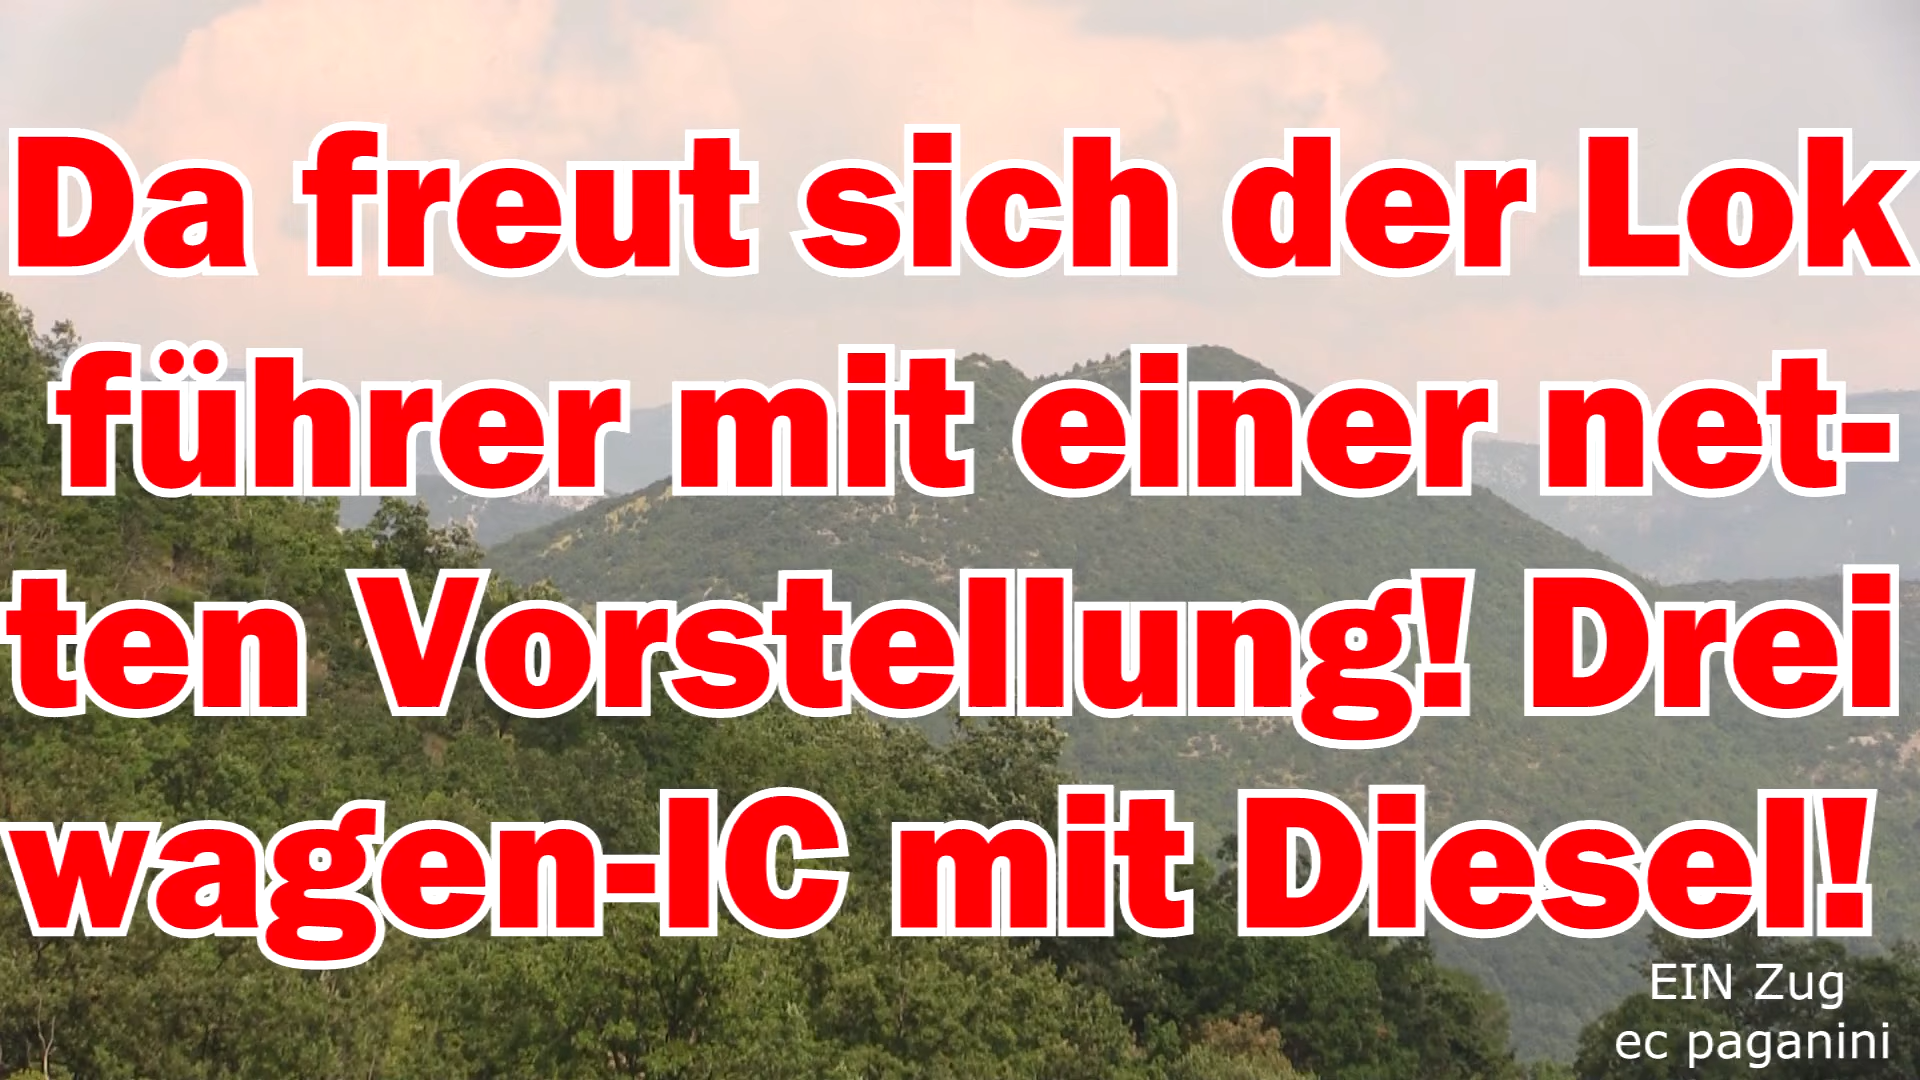 Da freut sich der Lok
führer mit einer net-
ten Vorstellung! Drei
wagen-IC mit Diesel!
EIN Zug
ec paganini